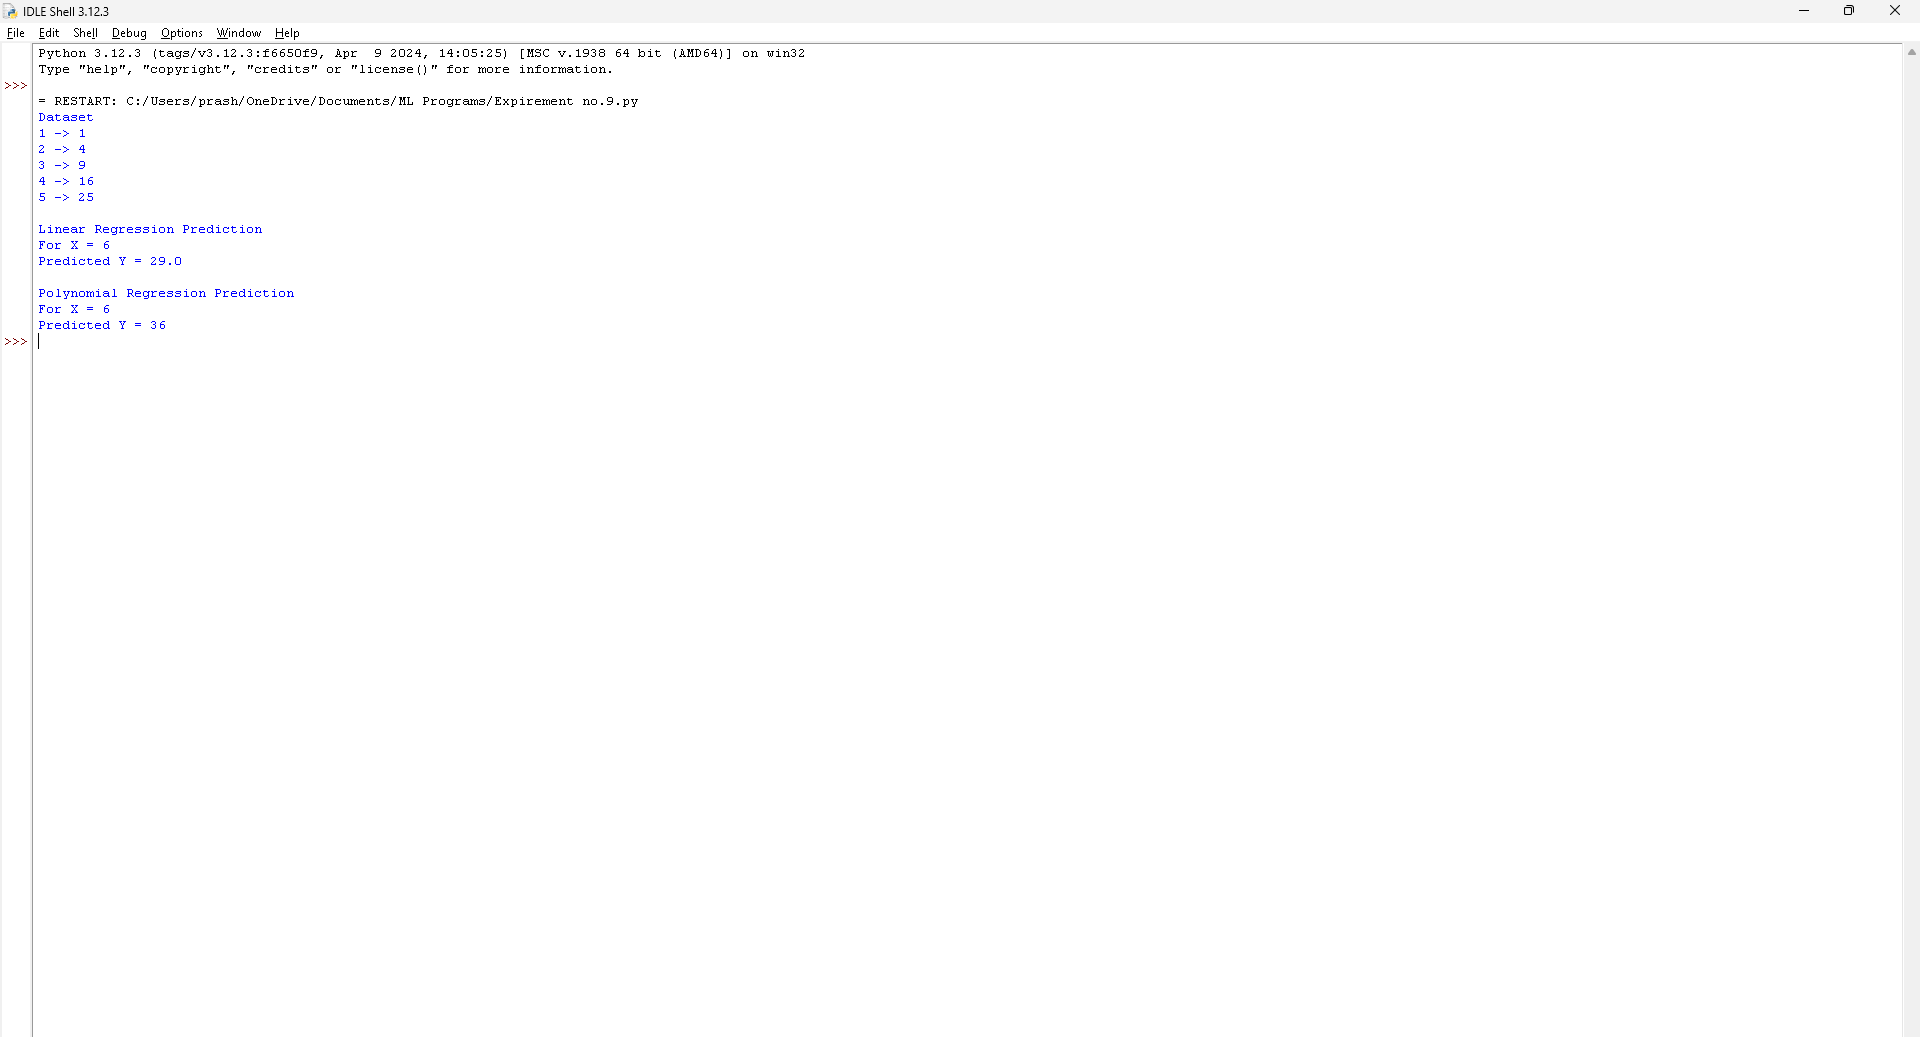 IDLE Shell 3.12.3
File Edit Shell Debug Options Window Help
Python 3.12.3 (tags/v3.12.3:f6650f9, Apr  9 2024, 14:05:25) [MSC v.1938 64 bit (AMD64)] on win32
Type "help", "copyright", "credits" or "license()" for more information.
>>>
= RESTART: C:/Users/prash/OneDrive/Documents/ML Programs/Expirement no.9.py
Dataset
1 -> 1
2 -> 4
3 -> 9
4 -> 16
5 -> 25
Linear Regression Prediction
For X = 6
Predicted Y = 29.0
Polynomial Regression Prediction
For X = 6
Predicted Y = 36
>>>